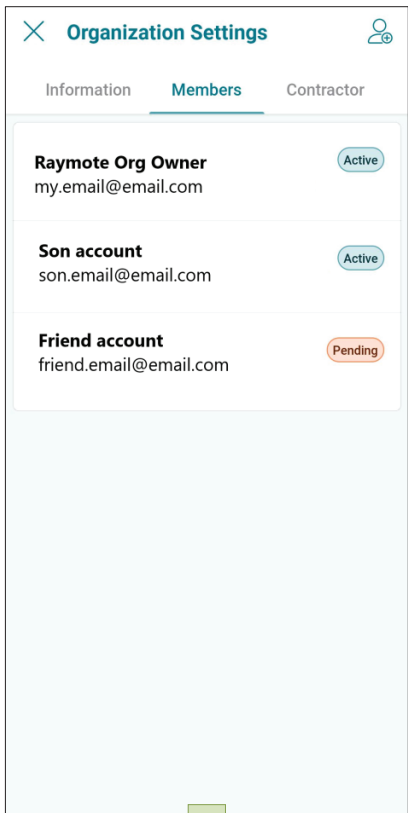 Organization Settings
Information Members Contractor
Raymote Org Owner Active
my.email@email.com
Son account Active
son.email@email.com
Friend account Pending
friend.email@email.com